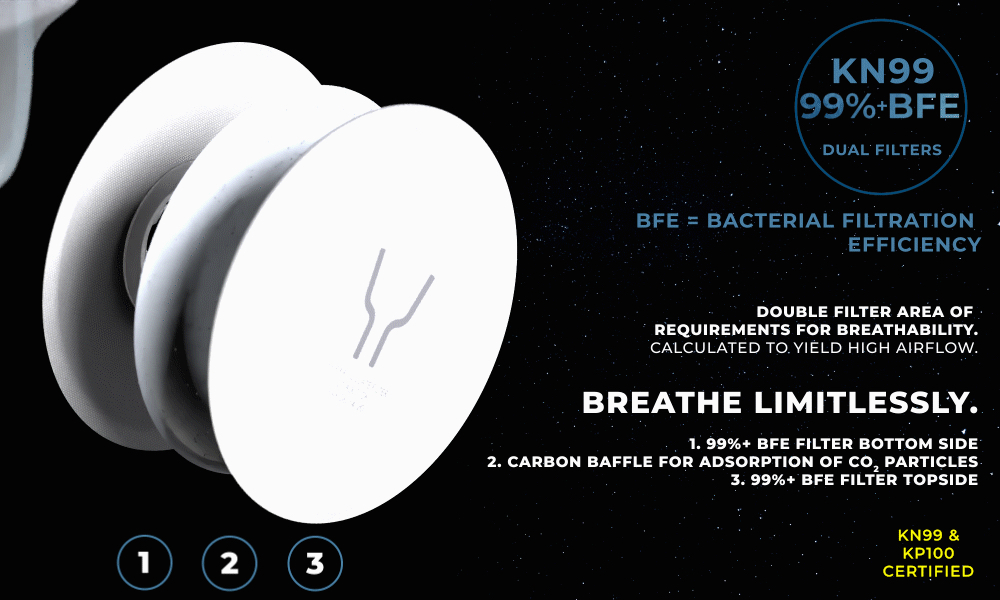 KN99
99%+BFE
DUAL FILTERS
BFE = BACTERIAL FILTRATION
EFFICIENCY
DOUBLE FILTER AREA OF
REQUIREMENTS FOR BREATHABILITY.
CALCULATED TO YIELD HIGH AIRFLOW.
BREATHE LIMITLESSLY.
1. 99%+ BFE FILTER BOTTOM SIDE
2. CARBON BAFFLE FOR ADSORPTION OF CO₂ PARTICLES
3. 99%+ BFE FILTER TOPSIDE
KN99 &
KP100
CERTIFIED
1 2 3